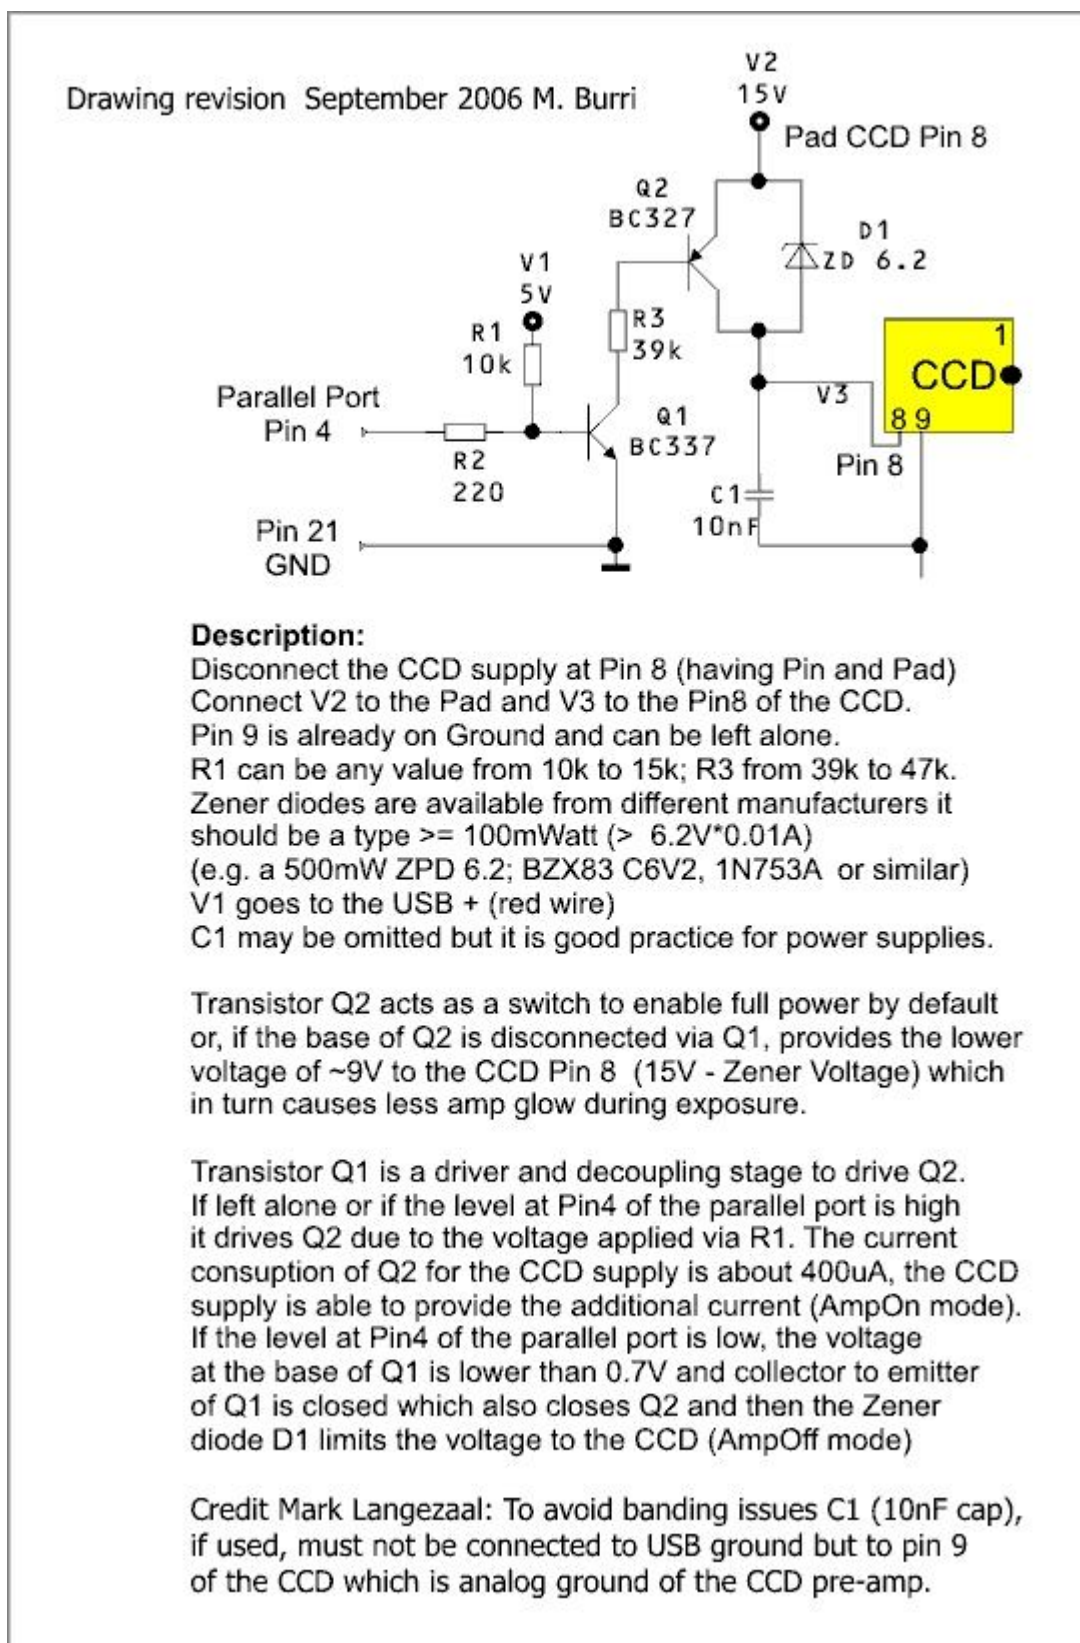 Drawing revision September 2006 M. Burri
V2
15V
Pad CCD Pin 8
Q2
BC327
D1
ZD 6.2
V1
5V
R1
10k
R3
39k
1
CCD
Parallel Port
Pin 4
Q1
BC337
V3
8 9
Pin 8
R2
220
C1
10nF
Pin 21
GND
Description:
Disconnect the CCD supply at Pin 8 (having Pin and Pad)
Connect V2 to the Pad and V3 to the Pin8 of the CCD.
Pin 9 is already on Ground and can be left alone.
R1 can be any value from 10k to 15k; R3 from 39k to 47k.
Zener diodes are available from different manufacturers it
should be a type >= 100mWatt (> 6.2V*0.01A)
(e.g. a 500mW ZPD 6.2; BZX83 C6V2, 1N753A or similar)
V1 goes to the USB + (red wire)
C1 may be omitted but it is good practice for power supplies.
Transistor Q2 acts as a switch to enable full power by default
or, if the base of Q2 is disconnected via Q1, provides the lower
voltage of ~9V to the CCD Pin 8 (15V - Zener Voltage) which
in turn causes less amp glow during exposure.
Transistor Q1 is a driver and decoupling stage to drive Q2.
If left alone or if the level at Pin4 of the parallel port is high
it drives Q2 due to the voltage applied via R1. The current
consuption of Q2 for the CCD supply is about 400uA, the CCD
supply is able to provide the additional current (AmpOn mode).
If the level at Pin4 of the parallel port is low, the voltage
at the base of Q1 is lower than 0.7V and collector to emitter
of Q1 is closed which also closes Q2 and then the Zener
diode D1 limits the voltage to the CCD (AmpOff mode)
Credit Mark Langezaal: To avoid banding issues C1 (10nF cap),
if used, must not be connected to USB ground but to pin 9
of the CCD which is analog ground of the CCD pre-amp.